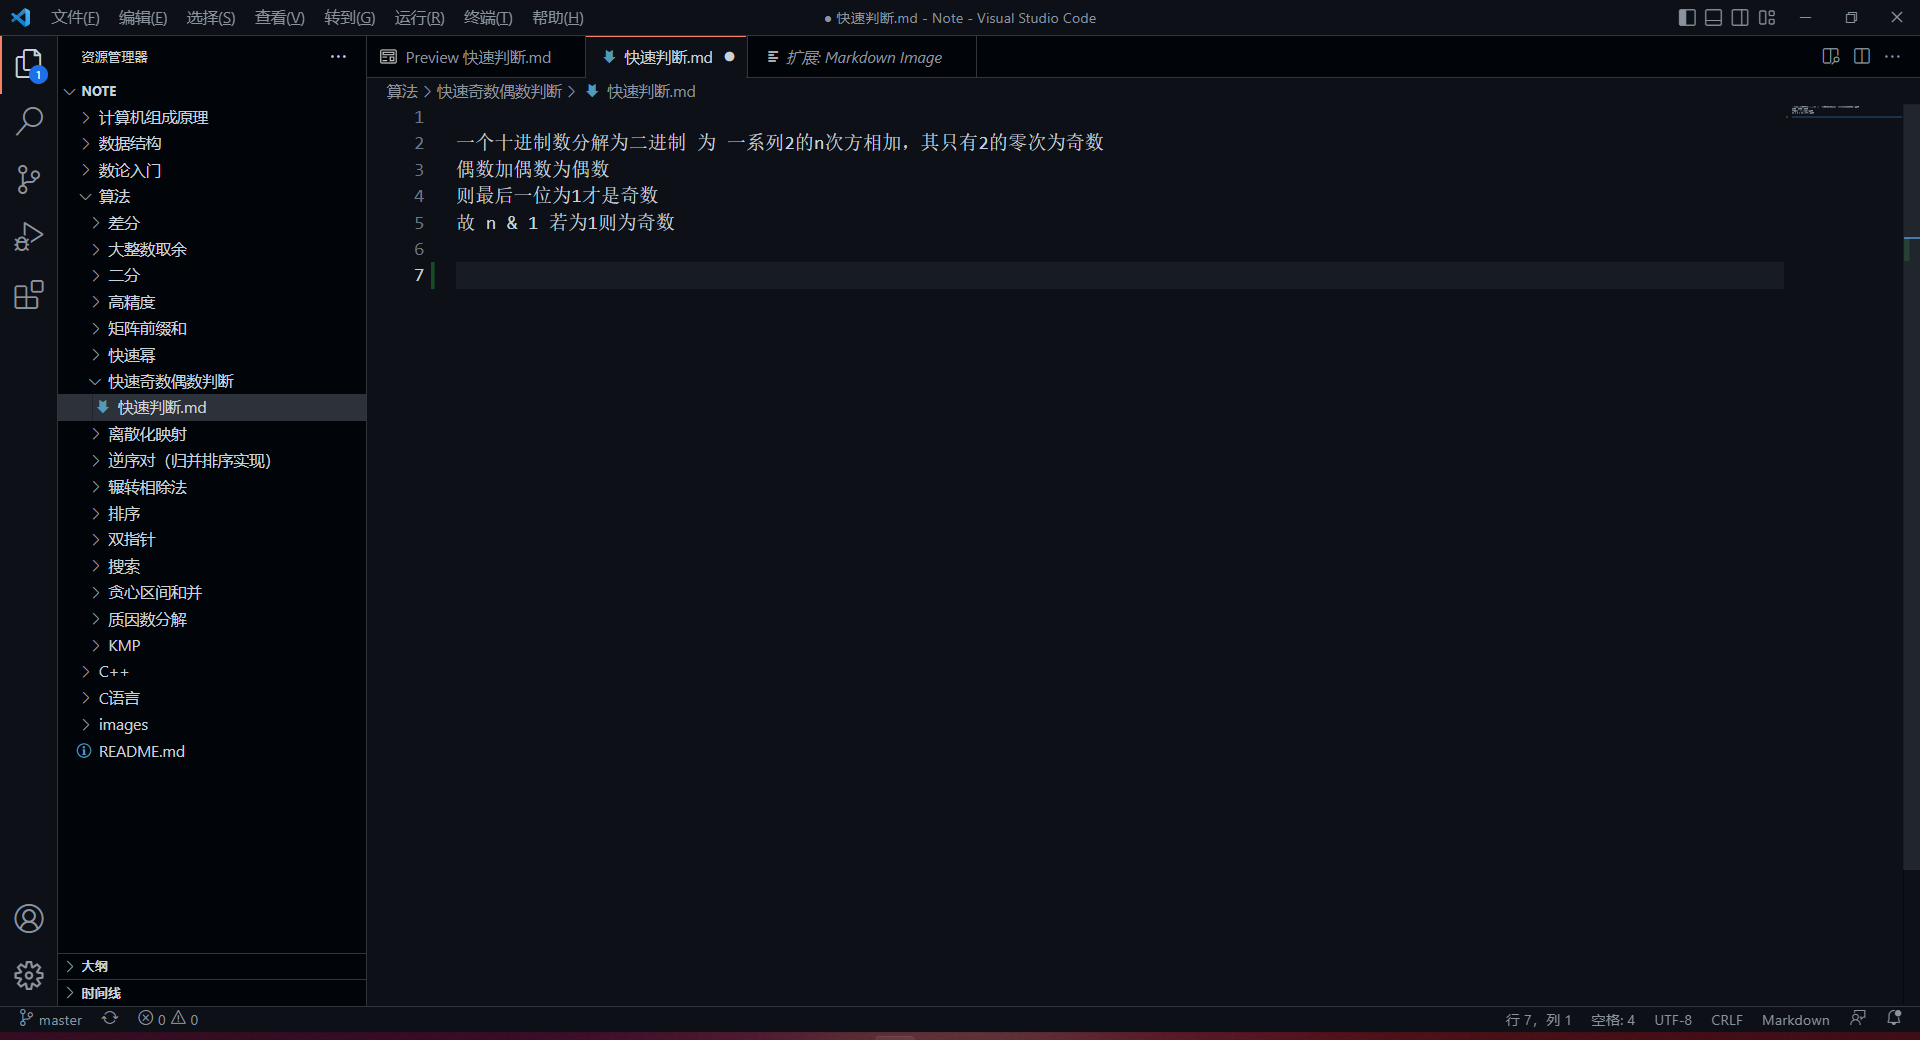 文件(F) 编辑(E) 选择(S) 查看(V) 转到(G) 运行(R) 终端(T) 帮助(H)
● 快速判断.md - Note - Visual Studio Code
资源管理器
Preview 快速判断.md
快速判断.md
扩展: Markdown Image
1
NOTE
算法 > 快速奇数偶数判断 > 快速判断.md
计算机组成原理
数据结构
数论入门
算法
差分
大整数取余
二分
高精度
矩阵前缀和
快速幂
快速奇数偶数判断
快速判断.md
离散化映射
逆序对（归并排序实现）
辗转相除法
排序
双指针
搜索
贪心区间和并
质因数分解
KMP
C++
C语言
images
README.md
大纲
时间线
1
2 一个十进制数分解为二进制 为 一系列2的n次方相加，其只有2的零次为奇数
3 偶数加偶数为偶数
4 则最后一位为1才是奇数
5 故 n & 1 若为1则为奇数
6
7
master 0 0
行 7，列 1 空格: 4 UTF-8 CRLF Markdown